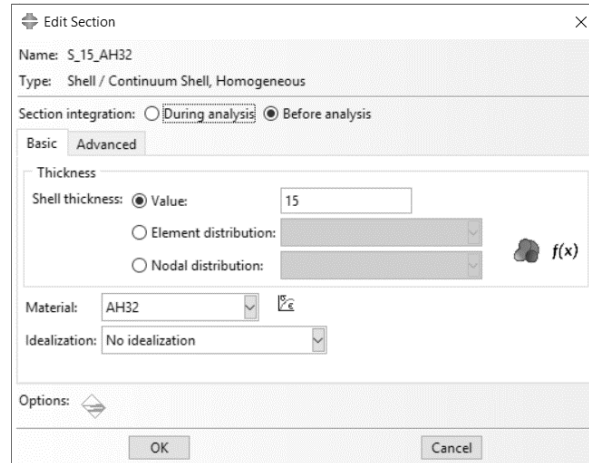 Edit Section
Name: S_15_AH32
Type: Shell / Continuum Shell, Homogeneous
Section integration: During analysis Before analysis
Basic Advanced
Thickness
Shell thickness: Value: 15
Element distribution:
f(x)
Nodal distribution:
Material: AH32
Idealization: No idealization
Options:
OK Cancel